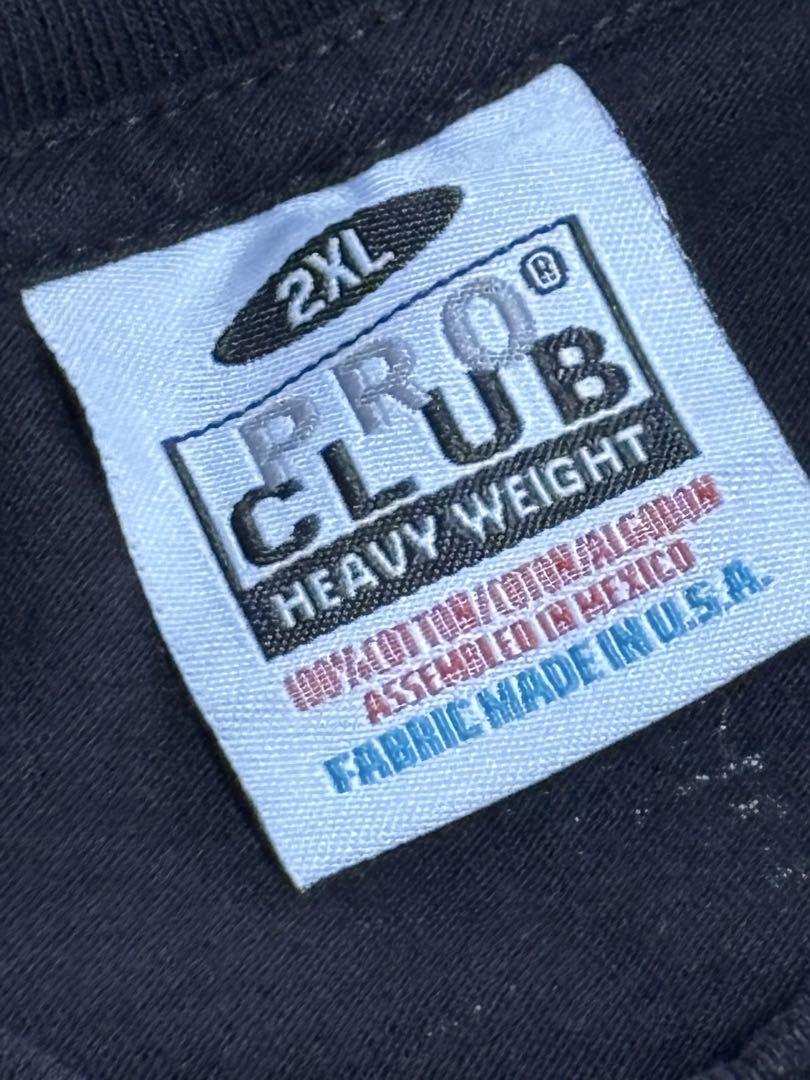 2XL
PRO®
CLUB
HEAVY WEIGHT
100% COTTON/COTON/ALGODON
ASSEMBLED IN MEXICO
FABRIC MADE IN U.S.A.